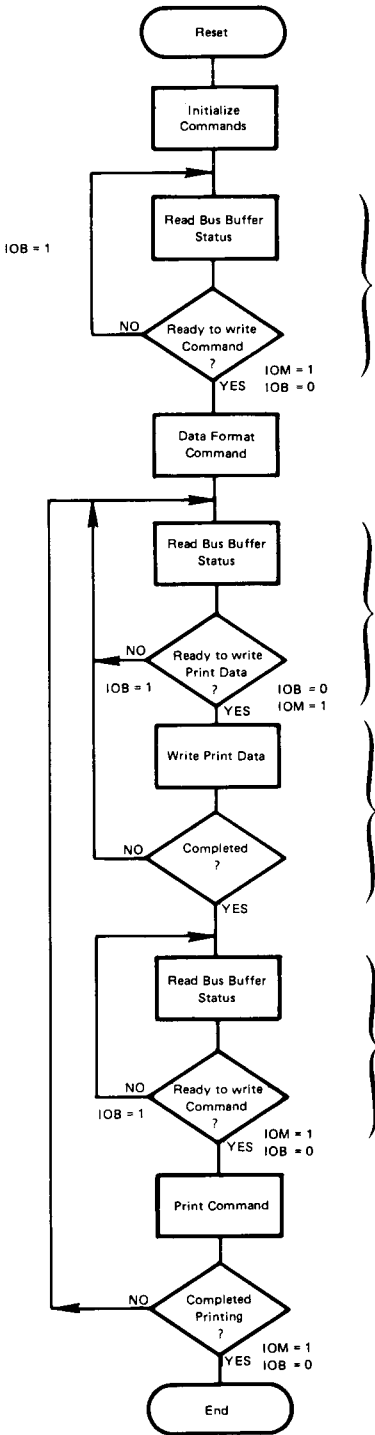 Reset
Initialize
Commands
Read Bus Buffer
Status
IOB = 1
NO
Ready to write
Command
?
YES
IOM = 1
IOB = 0
Data Format
Command
Read Bus Buffer
Status
NO
IOB = 1
Ready to write
Print Data
?
YES
IOB = 0
IOM = 1
Write Print Data
NO
Completed
?
YES
Read Bus Buffer
Status
NO
IOB = 1
Ready to write
Command
?
YES
IOM = 1
IOB = 0
Print Command
NO
Completed
Printing
?
YES
IOM = 1
IOB = 0
End